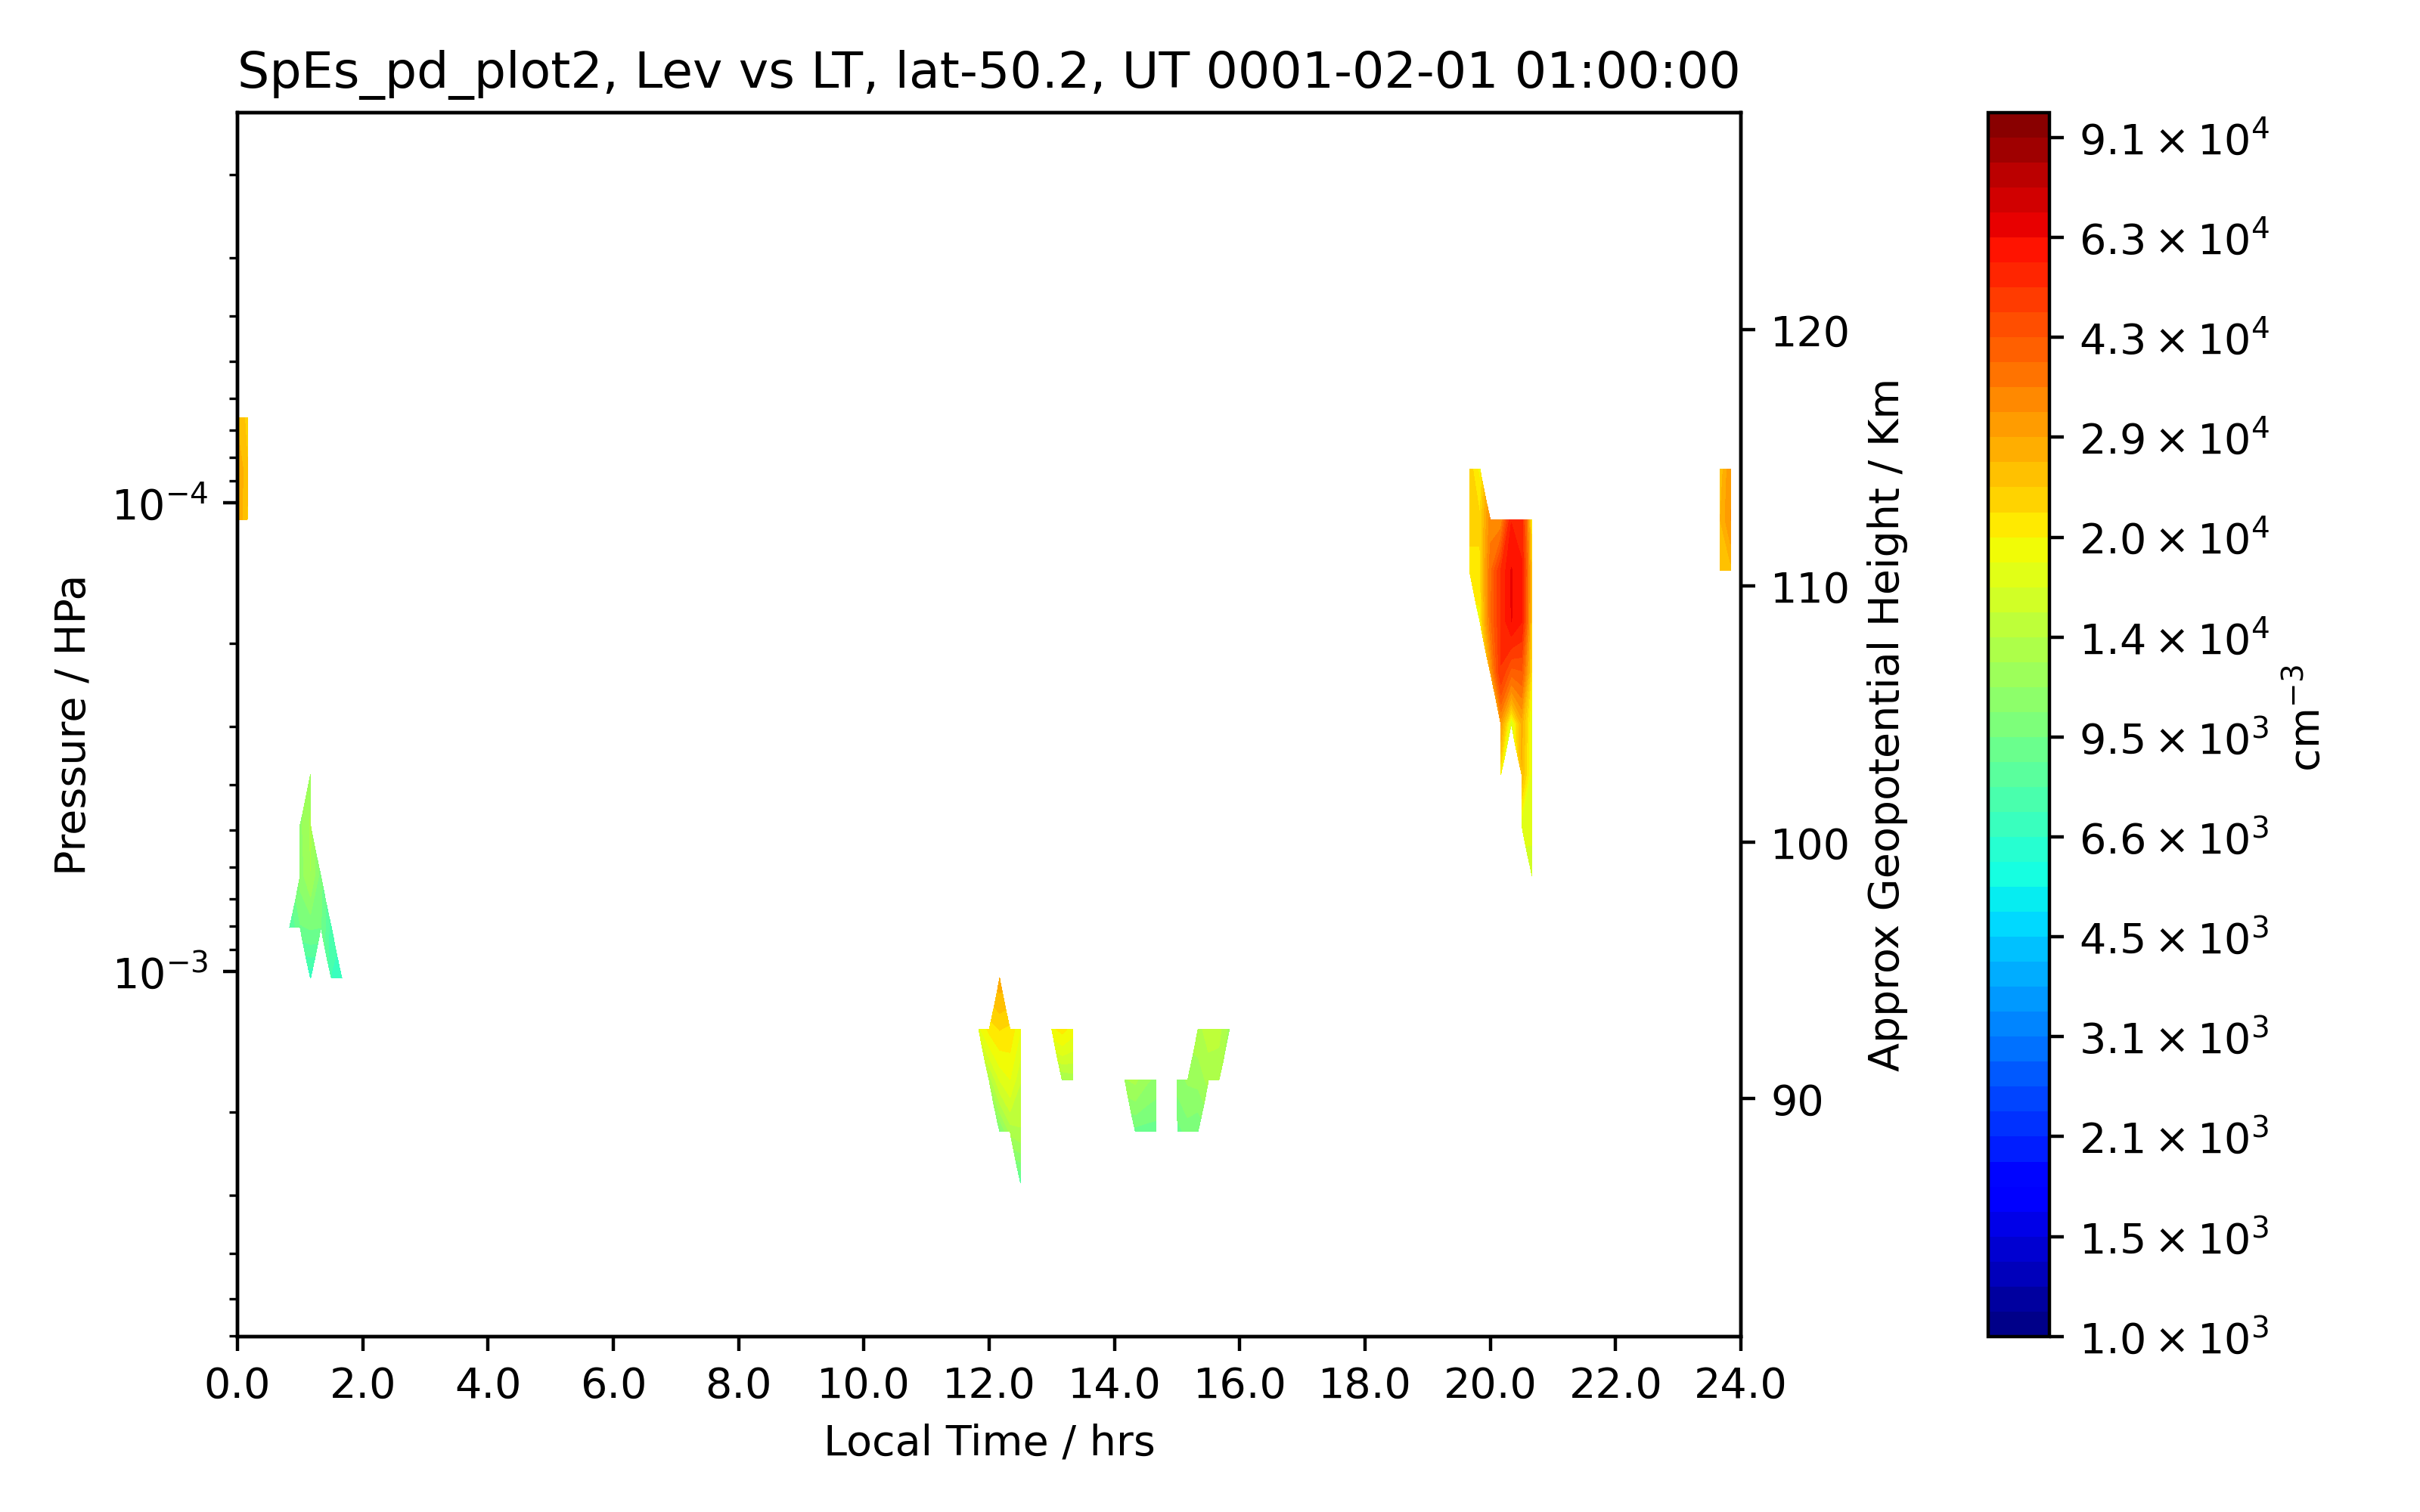 SpEs_pd_plot2, Lev vs LT, lat-50.2, UT 0001-02-01 01:00:00
Pressure / HPa
10⁻⁴
10⁻³
0.0 2.0 4.0 6.0 8.0 10.0 12.0 14.0 16.0 18.0 20.0 22.0 24.0
Local Time / hrs
120
110
100
90
Approx Geopotential Height / Km
9.1 × 10⁴
6.3 × 10⁴
4.3 × 10⁴
2.9 × 10⁴
2.0 × 10⁴
1.4 × 10⁴
9.5 × 10³
6.6 × 10³
4.5 × 10³
3.1 × 10³
2.1 × 10³
1.5 × 10³
1.0 × 10³
cm⁻³